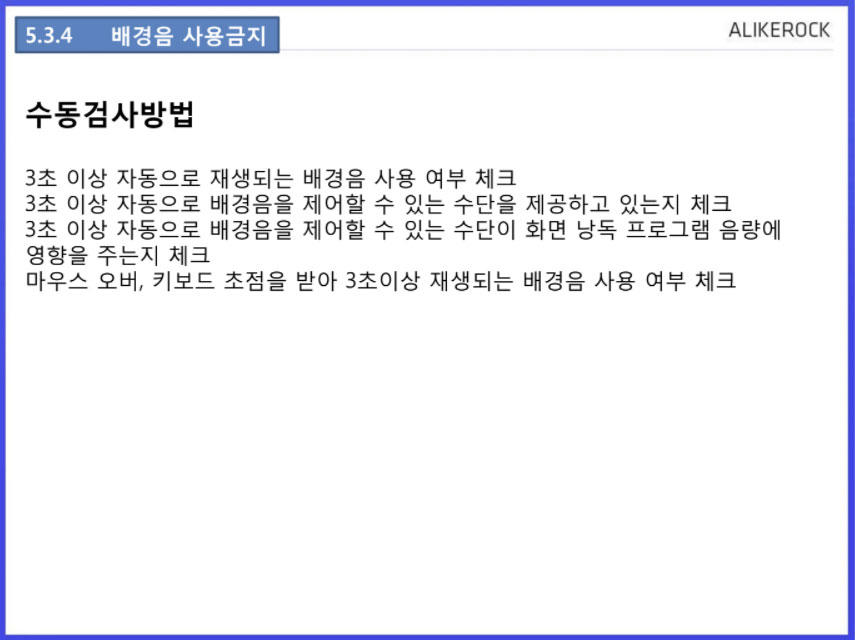 5.3.4 배경음 사용금지
ALIKEROCK
수동검사방법
3초 이상 자동으로 재생되는 배경음 사용 여부 체크
3초 이상 자동으로 배경음을 제어할 수 있는 수단을 제공하고 있는지 체크
3초 이상 자동으로 배경음을 제어할 수 있는 수단이 화면 낭독 프로그램 음량에
영향을 주는지 체크
마우스 오버, 키보드 초점을 받아 3초이상 재생되는 배경음 사용 여부 체크